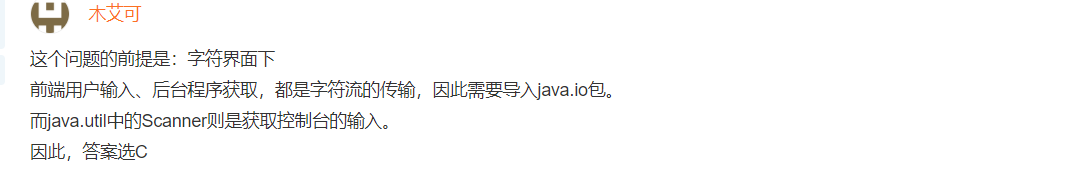 木艾可
这个问题的前提是：字符界面下
前端用户输入、后台程序获取，都是字符流的传输，因此需要导入java.io包。
而java.util中的Scanner则是获取控制台的输入。
因此，答案选C